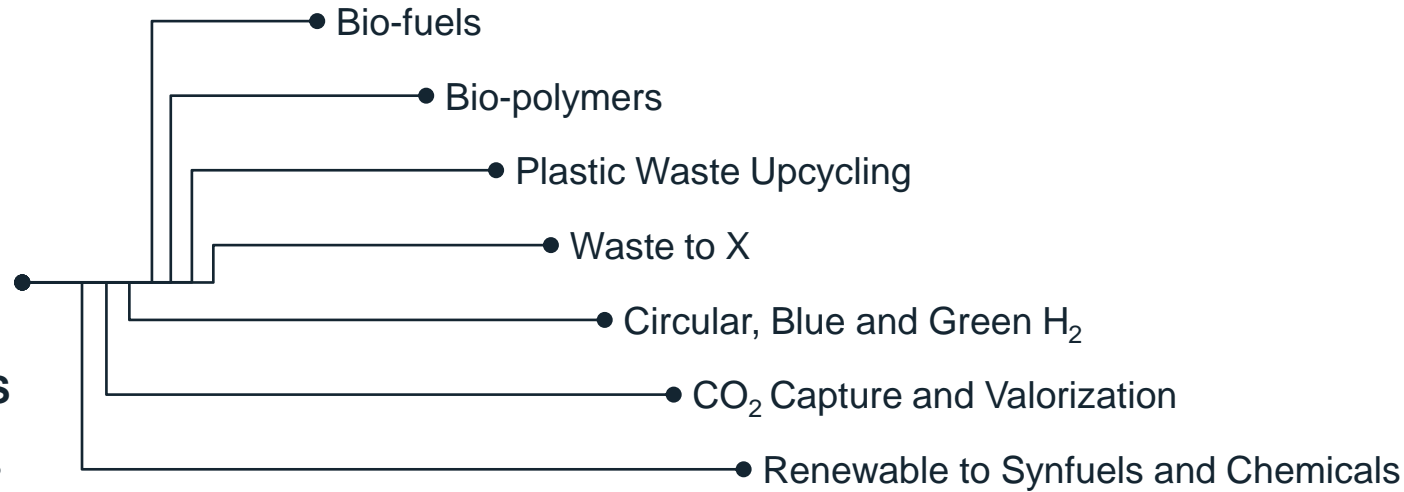 Bio-fuels
Bio-polymers
Plastic Waste Upcycling
Waste to X
Circular, Blue and Green H₂
CO₂ Capture and Valorization
Renewable to Synfuels and Chemicals